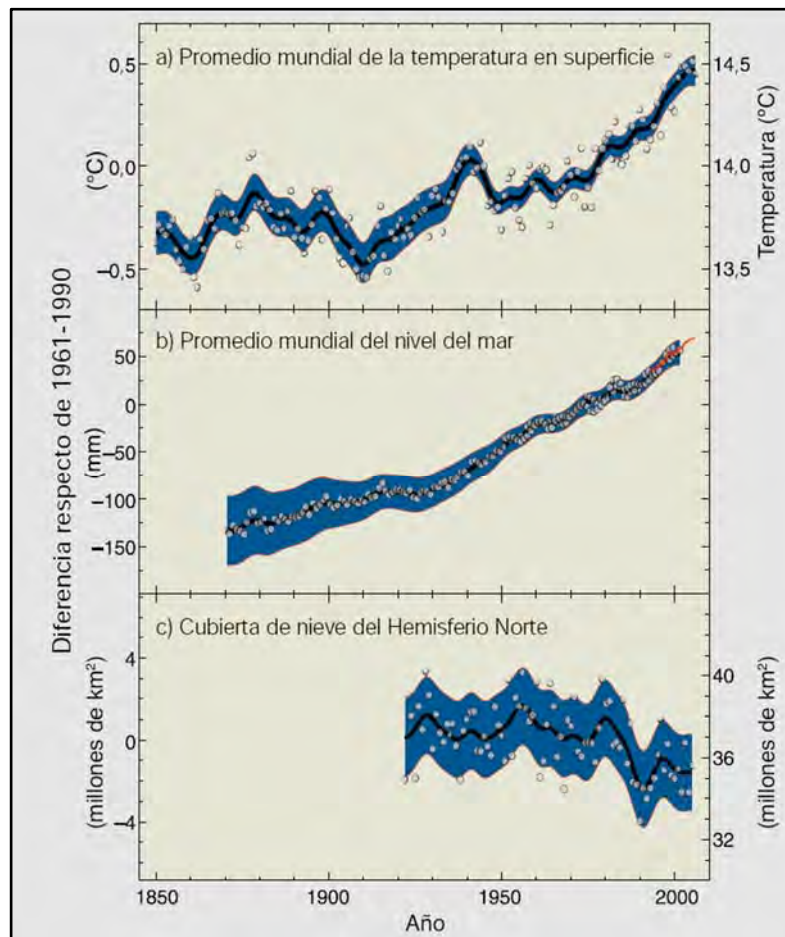 a) Promedio mundial de la temperatura en superficie
0,5
0,0
−0,5
(°C)
14,5
14,0
13,5
Temperatura (°C)
Diferencia respecto de 1961-1990
b) Promedio mundial del nivel del mar
50
0
−50
−100
−150
(mm)
c) Cubierta de nieve del Hemisferio Norte
4
0
−4
(millones de km²)
40
36
32
(millones de km²)
1850
1900
1950
2000
Año